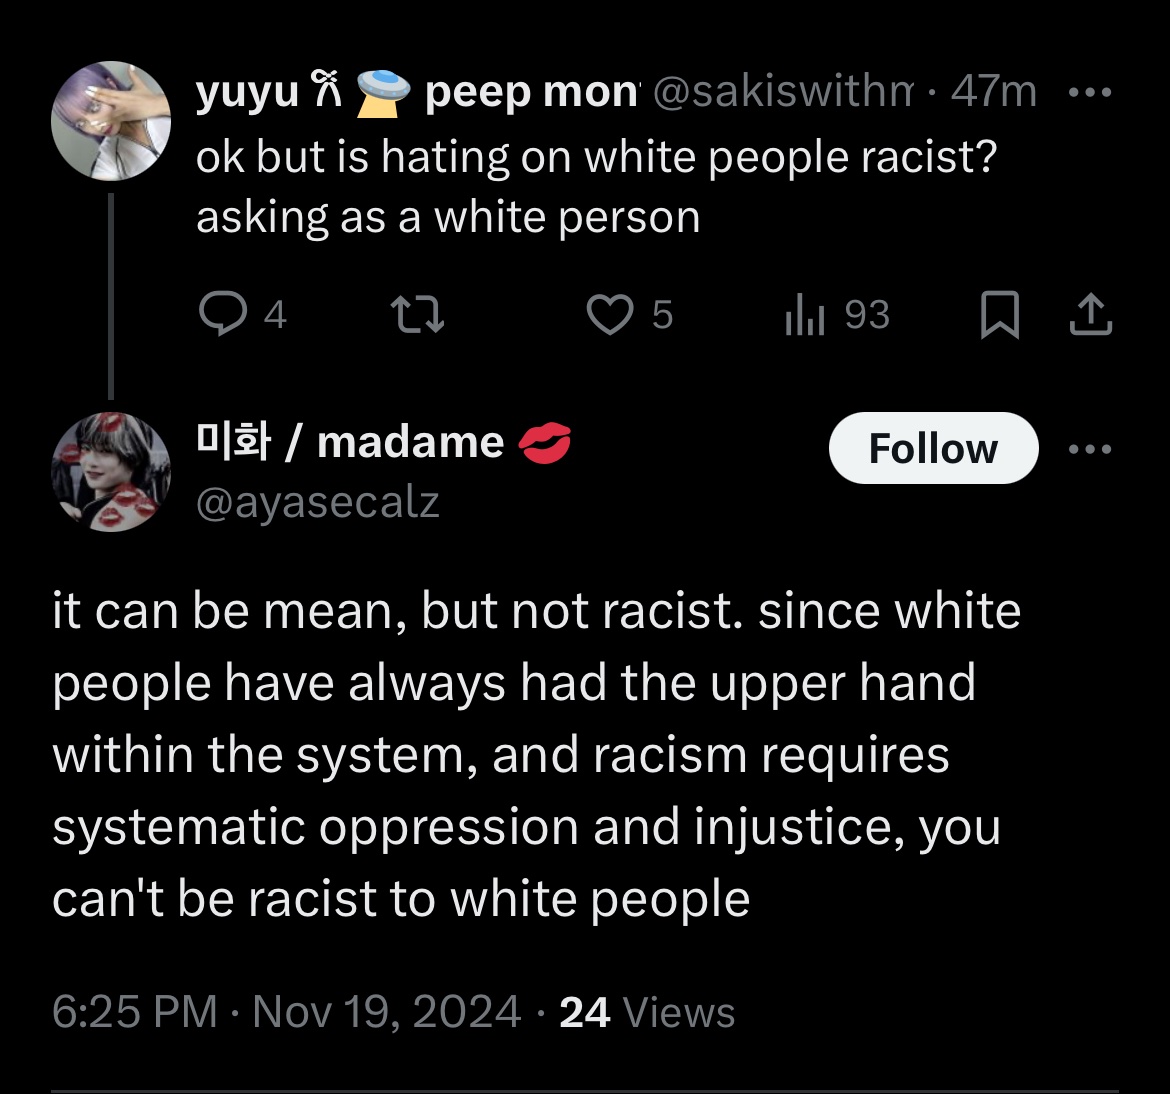 yuyu 🛸 peep mon @sakiswithm · 47m
ok but is hating on white people racist?
asking as a white person
4 5 93
미화 / madame 💋
Follow
@ayasecalz
it can be mean, but not racist. since white
people have always had the upper hand
within the system, and racism requires
systematic oppression and injustice, you
can't be racist to white people
6:25 PM · Nov 19, 2024 · 24 Views